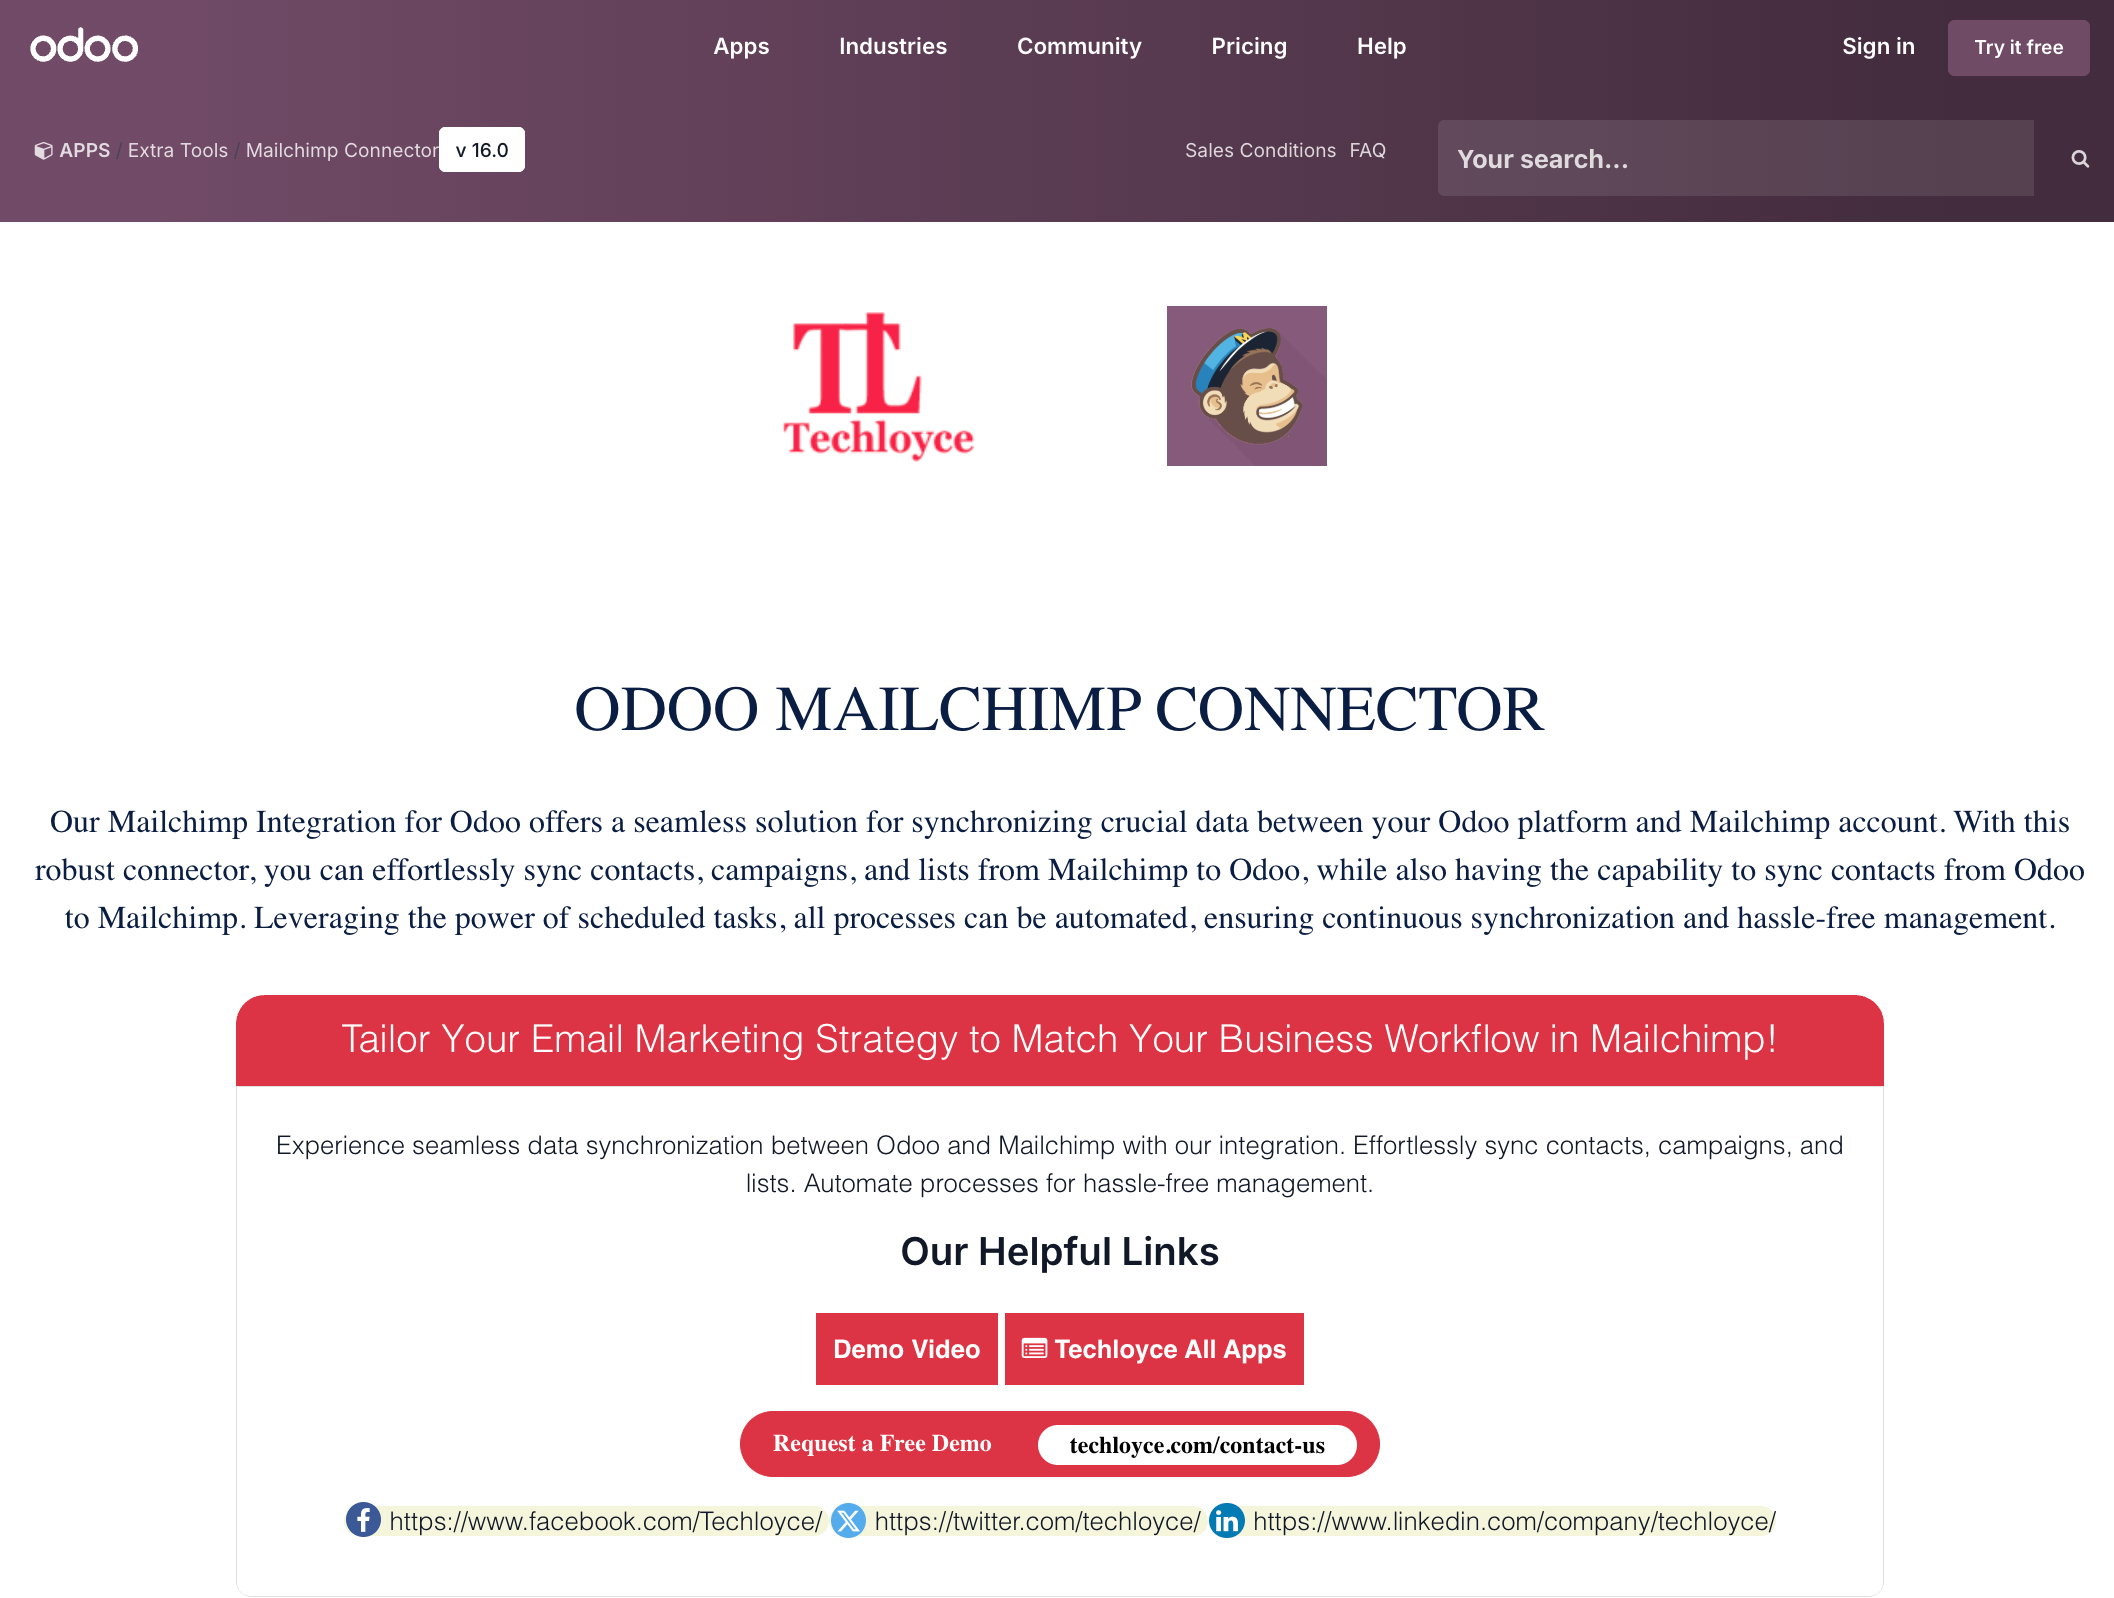 odoo
Apps Industries Community Pricing Help
Sign in Try it free
APPS / Extra Tools / Mailchimp Connector v 16.0
Sales Conditions FAQ
Your search...
TL
Techloyce
ODOO MAILCHIMP CONNECTOR
Our Mailchimp Integration for Odoo offers a seamless solution for synchronizing crucial data between your Odoo platform and Mailchimp account. With this
robust connector, you can effortlessly sync contacts, campaigns, and lists from Mailchimp to Odoo, while also having the capability to sync contacts from Odoo
to Mailchimp. Leveraging the power of scheduled tasks, all processes can be automated, ensuring continuous synchronization and hassle-free management.
Tailor Your Email Marketing Strategy to Match Your Business Workflow in Mailchimp!
Experience seamless data synchronization between Odoo and Mailchimp with our integration. Effortlessly sync contacts, campaigns, and
lists. Automate processes for hassle-free management.
Our Helpful Links
Demo Video Techloyce All Apps
Request a Free Demo techloyce.com/contact-us
https://www.facebook.com/Techloyce/ https://twitter.com/techloyce/ https://www.linkedin.com/company/techloyce/